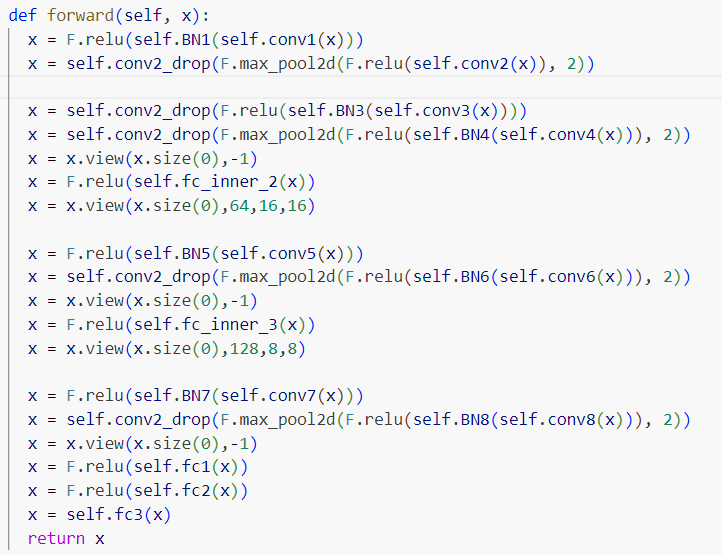 def forward(self, x):
x = F.relu(self.BN1(self.conv1(x)))
x = self.conv2_drop(F.max_pool2d(F.relu(self.conv2(x)), 2))
x = self.conv2_drop(F.relu(self.BN3(self.conv3(x))))
x = self.conv2_drop(F.max_pool2d(F.relu(self.BN4(self.conv4(x))), 2))
x = x.view(x.size(0),-1)
x = F.relu(self.fc_inner_2(x))
x = x.view(x.size(0),64,16,16)
x = F.relu(self.BN5(self.conv5(x)))
x = self.conv2_drop(F.max_pool2d(F.relu(self.BN6(self.conv6(x))), 2))
x = x.view(x.size(0),-1)
x = F.relu(self.fc_inner_3(x))
x = x.view(x.size(0),128,8,8)
x = F.relu(self.BN7(self.conv7(x)))
x = self.conv2_drop(F.max_pool2d(F.relu(self.BN8(self.conv8(x))), 2))
x = x.view(x.size(0),-1)
x = F.relu(self.fc1(x))
x = F.relu(self.fc2(x))
x = self.fc3(x)
return x